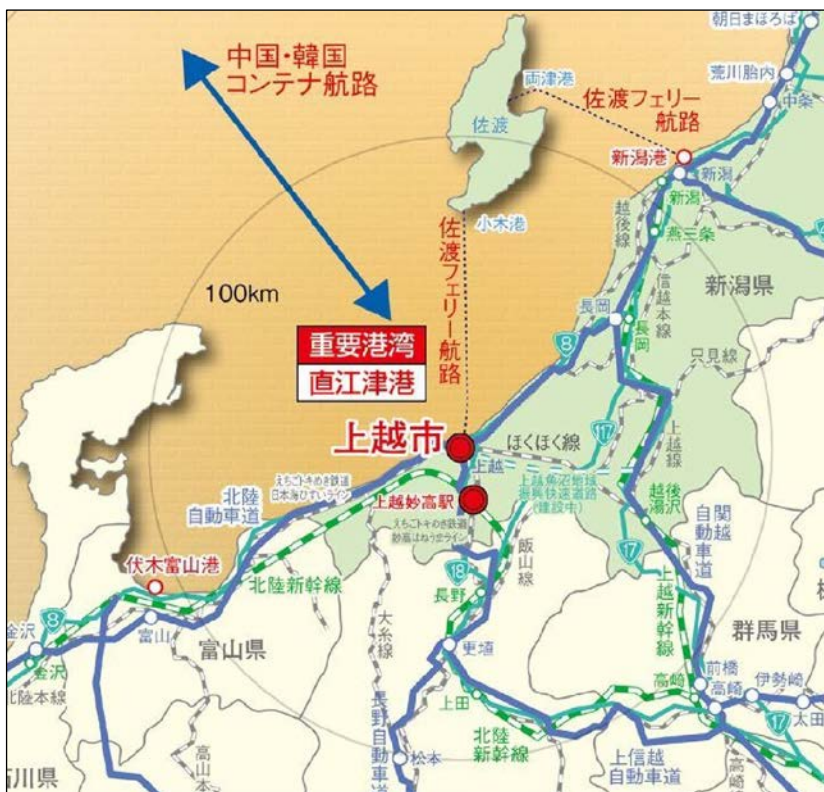 中国・韓国
コンテナ航路
朝日まほろば
荒川胎内
中条
両津港
佐渡フェリー
航路
佐渡
新潟港
新潟
新潟
小木港
佐渡フェリー航路
越後線
燕三条
信越本線
新潟県
100km
重要港湾
直江津港
長岡
長岡
8
只見線
上越市
上越
ほくほく線
17
上越線
えちごトキめき鉄道
日本海ひすいライン
上越妙高駅
上越魚沼地域
振興快速道路
(建設中)
北陸
自動車道
えちごトキめき鉄道
妙高はねうまライン
越後
湯沢
関越
自動車道
伏木富山港
北陸新幹線
18
飯山線
17
上越新幹線
長野
8
金沢
金沢
富山
富山県
大糸線
更埴
群馬県
前橋
高崎
高崎
伊勢崎
太田
17
北陸本線
上田
北陸
新幹線
長野自動車道
松本
上信越
自動車道
高山本
石川県